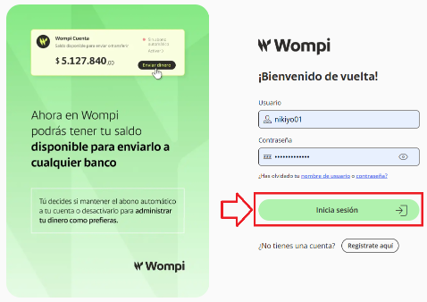 Wompi Cuenta
Saldo disponible para enviar o transferir
$ 5.127.840,00
Enviar dinero
Ahora en Wompi
podrás tener tu saldo
disponible para enviarlo a
cualquier banco
Tú decides si mantener el abono automático
a tu cuenta o desactivarlo para administrar
tu dinero como prefieras.
Wompi
Wompi
¡Bienvenido de vuelta!
Usuario
nikiyo01
Contraseña
¿Has olvidado tu nombre de usuario o contraseña?
Inicia sesión
¿No tienes una cuenta?
Regístrate aquí